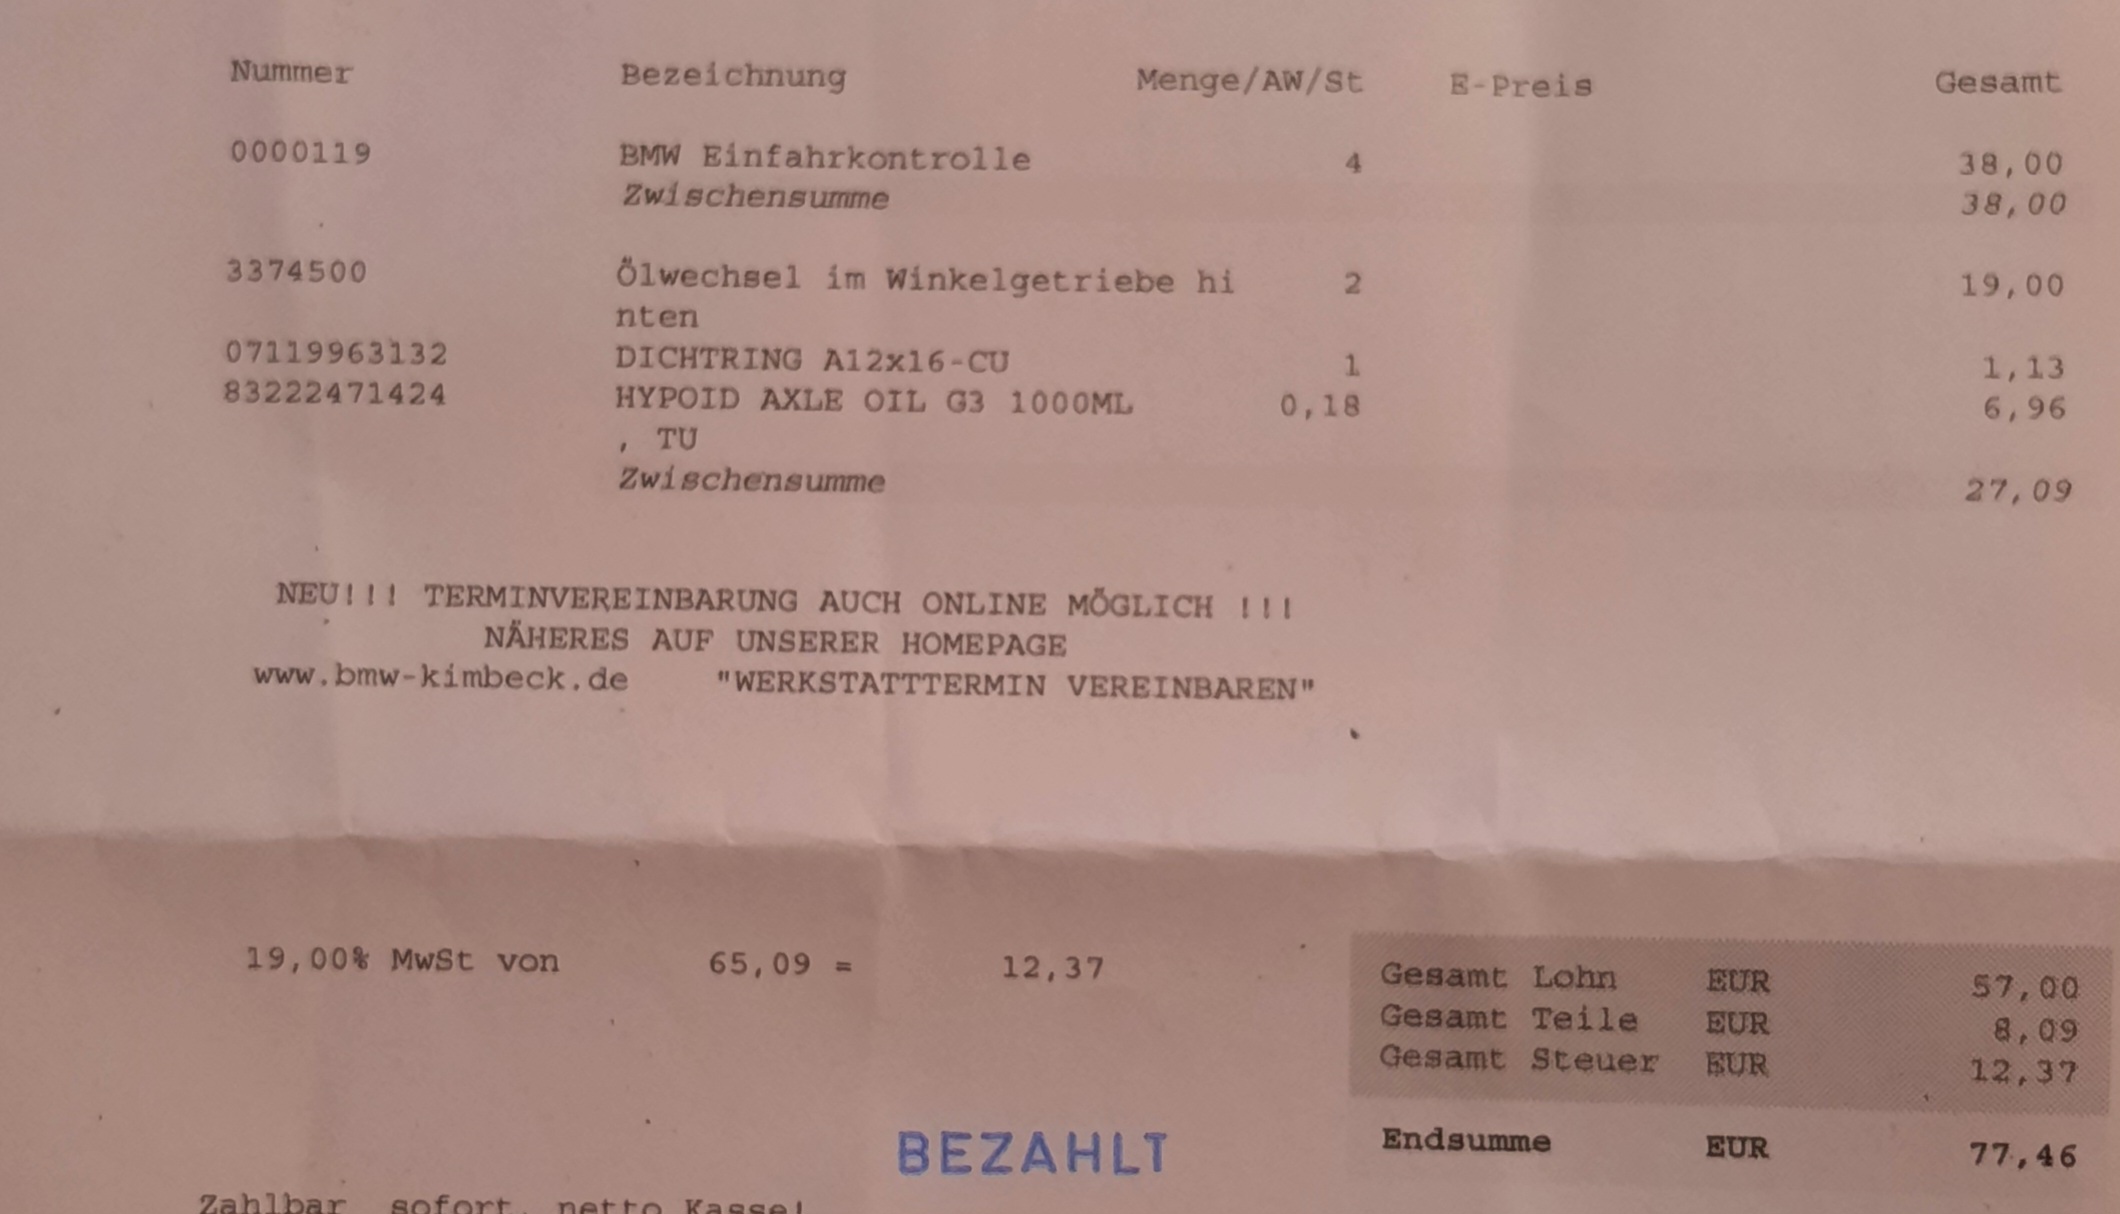 Nummer Bezeichnung Menge/AW/St E-Preis Gesamt
0000119 BMW Einfahrkontrolle 4 38,00
Zwischensumme 38,00
3374500 Ölwechsel im Winkelgetriebe hi 2 19,00
nten
07119963132 DICHTRING A12x16-CU 1 1,13
83222471424 HYPOID AXLE OIL G3 1000ML 0,18 6,96
, TU
Zwischensumme 27,09
NEU!!! TERMINVEREINBARUNG AUCH ONLINE MÖGLICH !!!
NÄHERES AUF UNSERER HOMEPAGE
www.bmw-kimbeck.de "WERKSTATTTERMIN VEREINBAREN"
19,00% MwSt von 65,09 = 12,37
Gesamt Lohn EUR 57,00
Gesamt Teile EUR 8,09
Gesamt Steuer EUR 12,37
BEZAHLT
Endsumme EUR 77,46
Zahlbar sofort, netto Kasse!